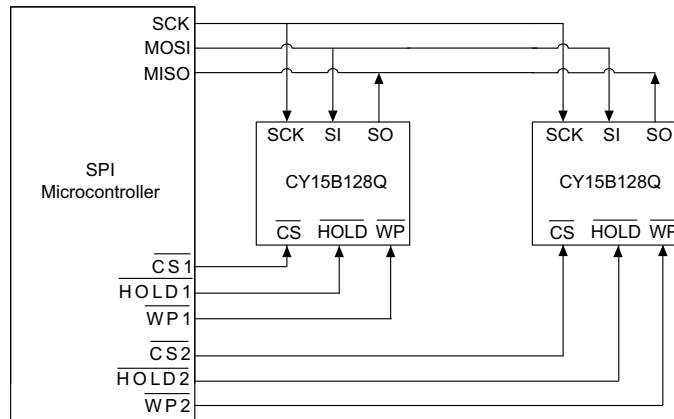 SCK
MOSI
MISO
SPI
Microcontroller
CS1
HOLD1
WP1
CS2
HOLD2
WP2
SCK SI SO
CY15B128Q
CS HOLD WP
SCK SI SO
CY15B128Q
CS HOLD WP